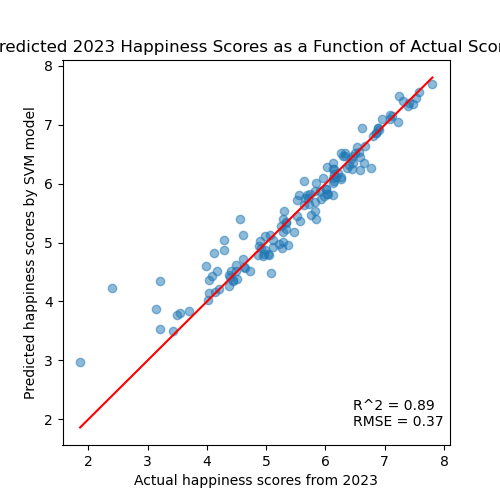 redicted 2023 Happiness Scores as a Function of Actual Scor
8
7
6
5
4
3
2
Predicted happiness scores by SVM model
R^2 = 0.89
RMSE = 0.37
2 3 4 5 6 7 8
Actual happiness scores from 2023